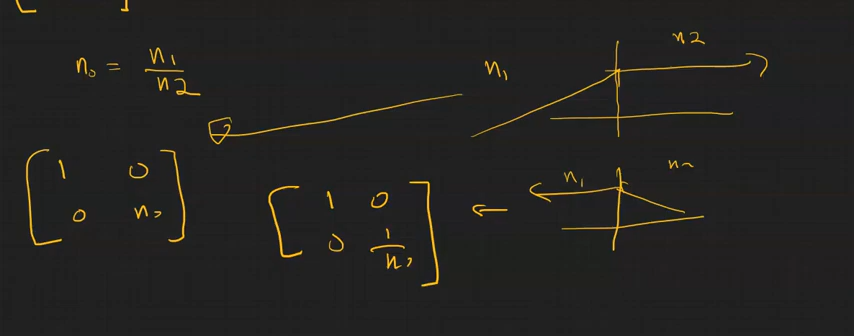 n₀ = n1 / n2
n1
n2
[ 1 0
0 n₀ ]
[ 1 0
0 1/n₀ ]
n1